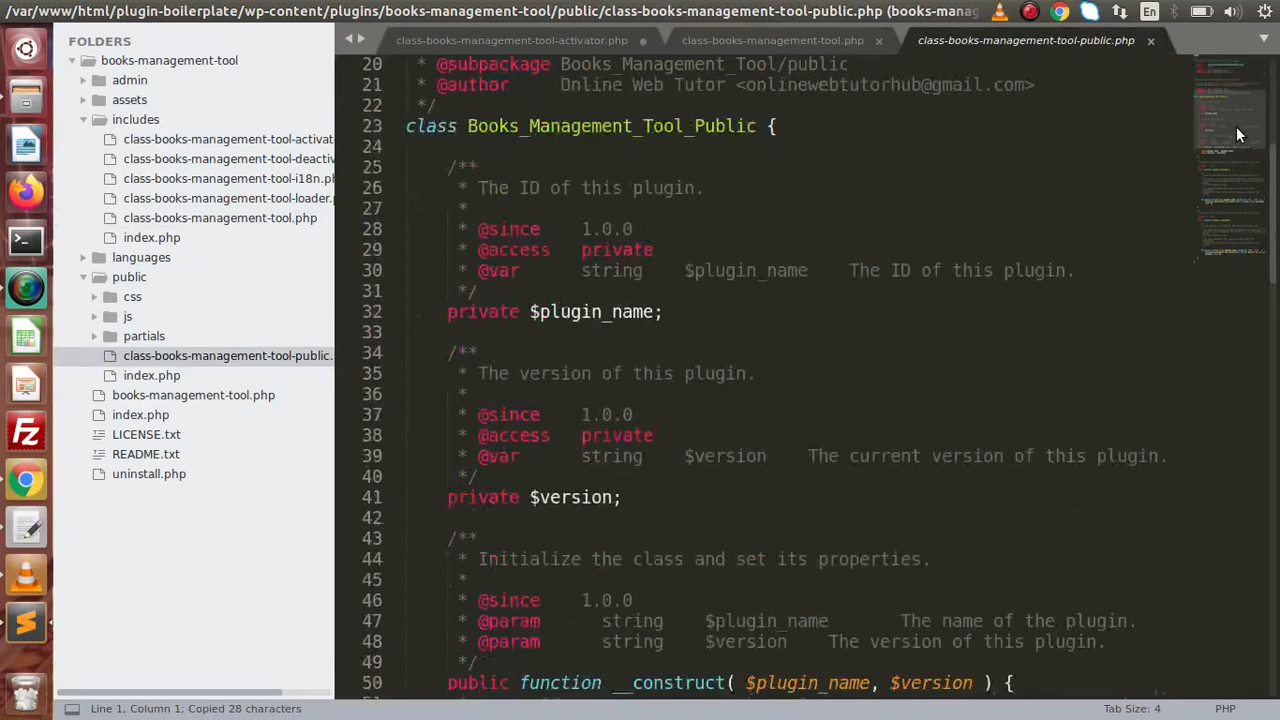 /var/www/html/plugin-boilerplate/wp-content/plugins/books-management-tool/public/class-books-management-tool-public.php (books-mana
En
FOLDERS
books-management-tool
admin
assets
includes
class-books-management-tool-activat
class-books-management-tool-deactiv
class-books-management-tool-i18n.ph
class-books-management-tool-loader.
class-books-management-tool.php
index.php
languages
public
css
js
partials
class-books-management-tool-public.
index.php
books-management-tool.php
index.php
LICENSE.txt
README.txt
uninstall.php
class-books-management-tool-activator.php
class-books-management-tool.php
class-books-management-tool-public.php
20 * @subpackage Books_Management_Tool/public
21 * @author Online Web Tutor <onlinewebtutorhub@gmail.com>
22 */
23 class Books_Management_Tool_Public {
24
25 /**
26 * The ID of this plugin.
27 *
28 * @since 1.0.0
29 * @access private
30 * @var string $plugin_name The ID of this plugin.
31 */
32 private $plugin_name;
33
34 /**
35 * The version of this plugin.
36 *
37 * @since 1.0.0
38 * @access private
39 * @var string $version The current version of this plugin.
40 */
41 private $version;
42
43 /**
44 * Initialize the class and set its properties.
45 *
46 * @since 1.0.0
47 * @param string $plugin_name The name of the plugin.
48 * @param string $version The version of this plugin.
49 */
50 public function __construct( $plugin_name, $version ) {
Fz
Line 1, Column 1; Copied 28 characters
Tab Size: 4
PHP